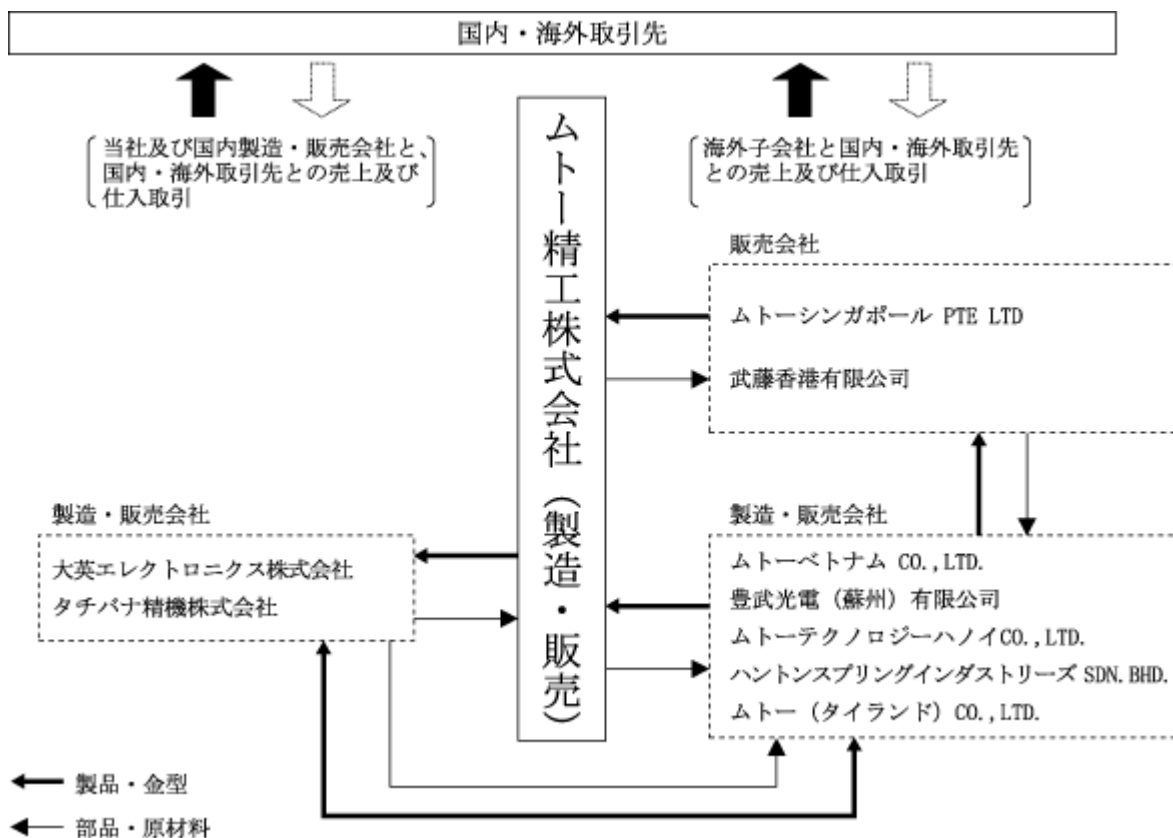 国内・海外取引先
当社及び国内製造・販売会社と、
国内・海外取引先との売上及び
仕入取引
海外子会社と国内・海外取引先
との売上及び仕入取引
ムトー精工株式会社(製造・販売)
販売会社
ムトーシンガポール PTE LTD
武藤香港有限公司
製造・販売会社
大英エレクトロニクス株式会社
タチバナ精機株式会社
製造・販売会社
ムトーベトナム CO.,LTD.
豊武光電(蘇州)有限公司
ムトーテクノロジーハノイCO.,LTD.
ハントンスプリングインダストリーズ SDN.BHD.
ムトー(タイランド)CO.,LTD.
製品・金型
部品・原材料